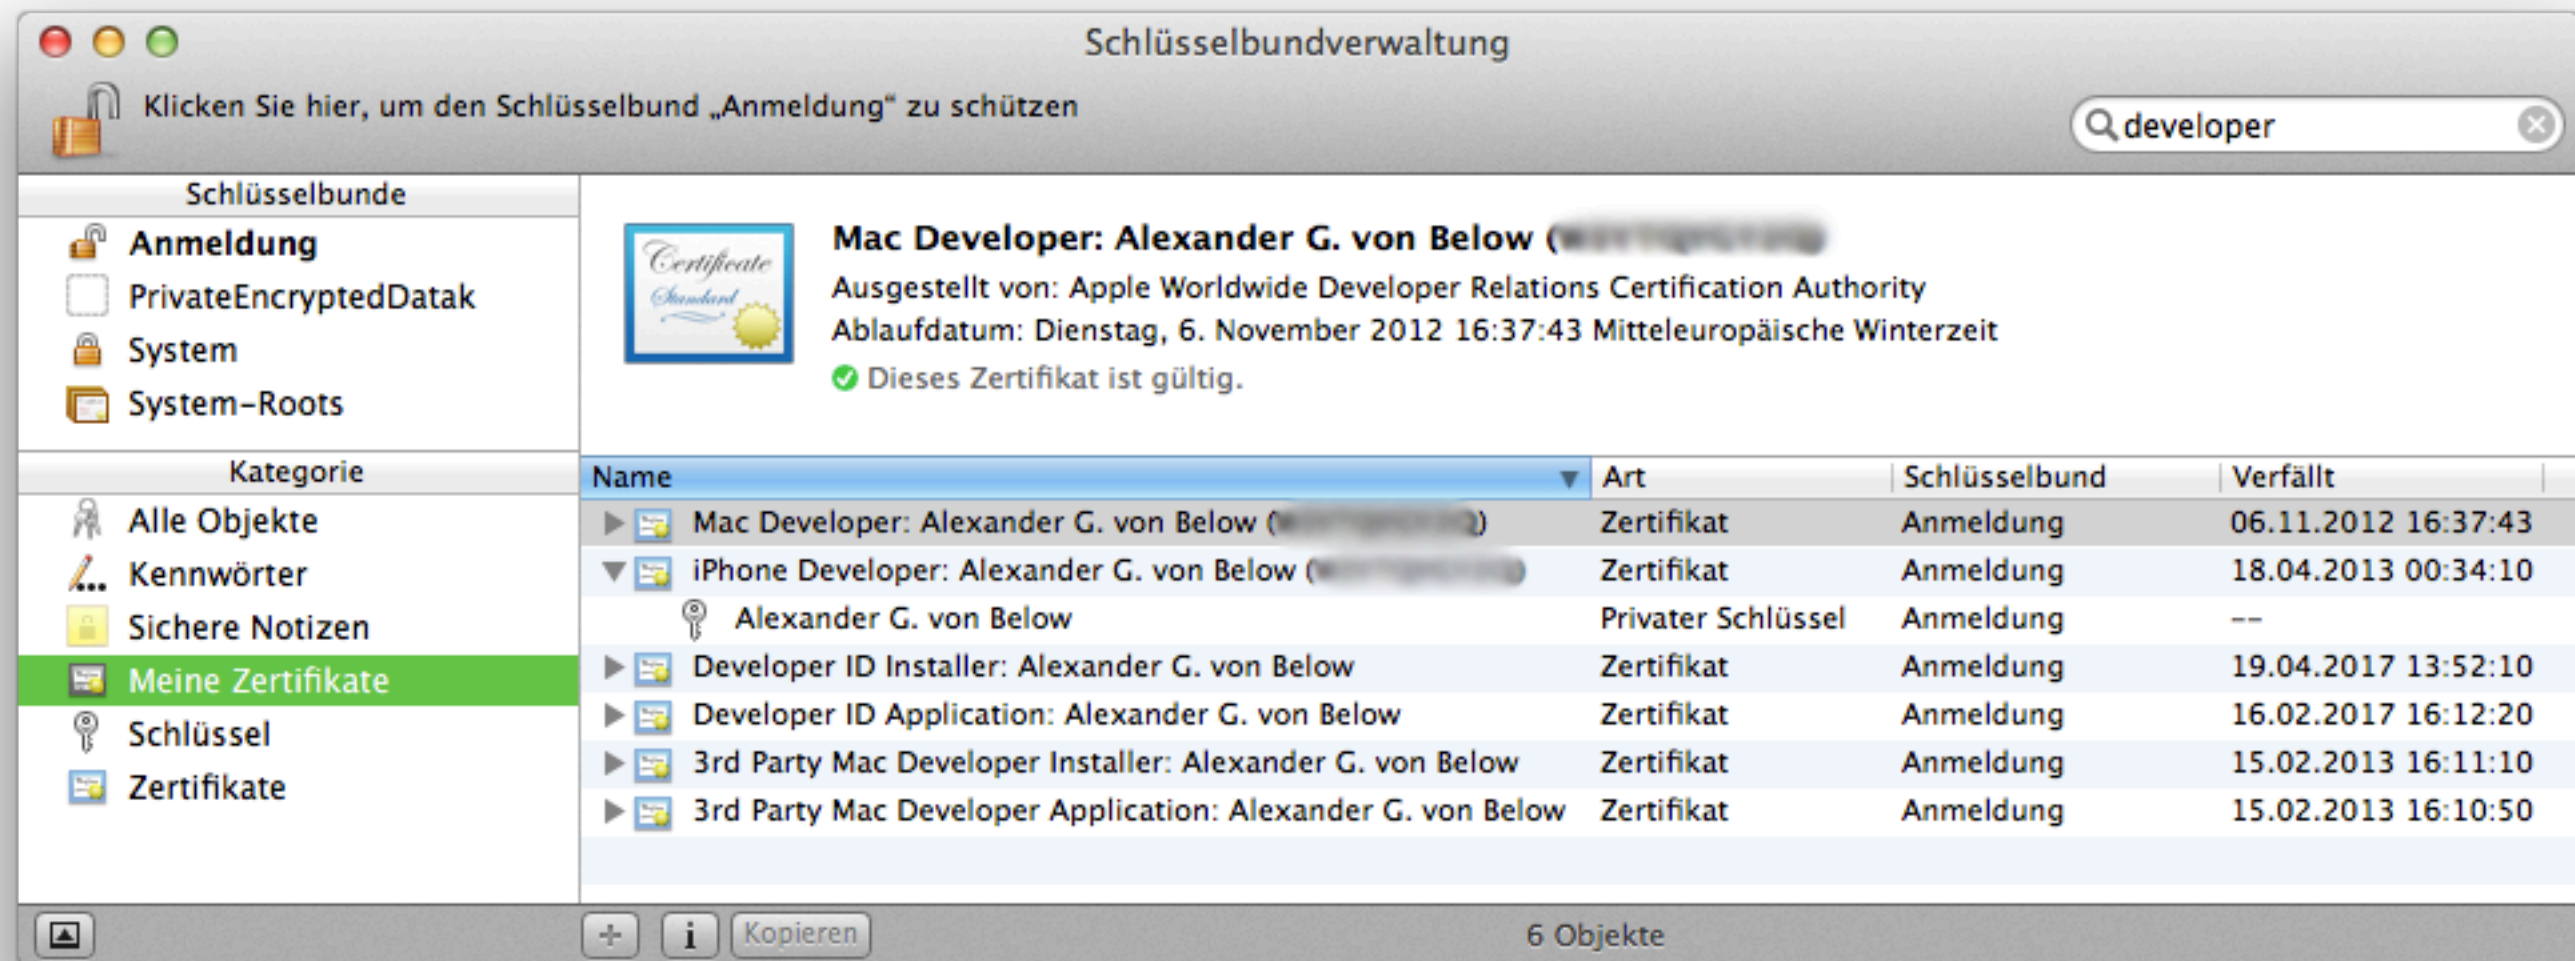 Schlüsselbundverwaltung
Klicken Sie hier, um den Schlüsselbund „Anmeldung“ zu schützen
developer
Schlüsselbunde
Anmeldung
PrivateEncryptedDatak
System
System-Roots
Kategorie
Alle Objekte
Kennwörter
Sichere Notizen
Meine Zertifikate
Schlüssel
Zertifikate
Certificate
Standard
Mac Developer: Alexander G. von Below (
Ausgestellt von: Apple Worldwide Developer Relations Certification Authority
Ablaufdatum: Dienstag, 6. November 2012 16:37:43 Mitteleuropäische Winterzeit
Dieses Zertifikat ist gültig.
Name Art Schlüsselbund Verfällt
Mac Developer: Alexander G. von Below ( ) Zertifikat Anmeldung 06.11.2012 16:37:43
iPhone Developer: Alexander G. von Below ( ) Zertifikat Anmeldung 18.04.2013 00:34:10
Alexander G. von Below Privater Schlüssel Anmeldung --
Developer ID Installer: Alexander G. von Below Zertifikat Anmeldung 19.04.2017 13:52:10
Developer ID Application: Alexander G. von Below Zertifikat Anmeldung 16.02.2017 16:12:20
3rd Party Mac Developer Installer: Alexander G. von Below Zertifikat Anmeldung 15.02.2013 16:11:10
3rd Party Mac Developer Application: Alexander G. von Below Zertifikat Anmeldung 15.02.2013 16:10:50
+ i Kopieren 6 Objekte